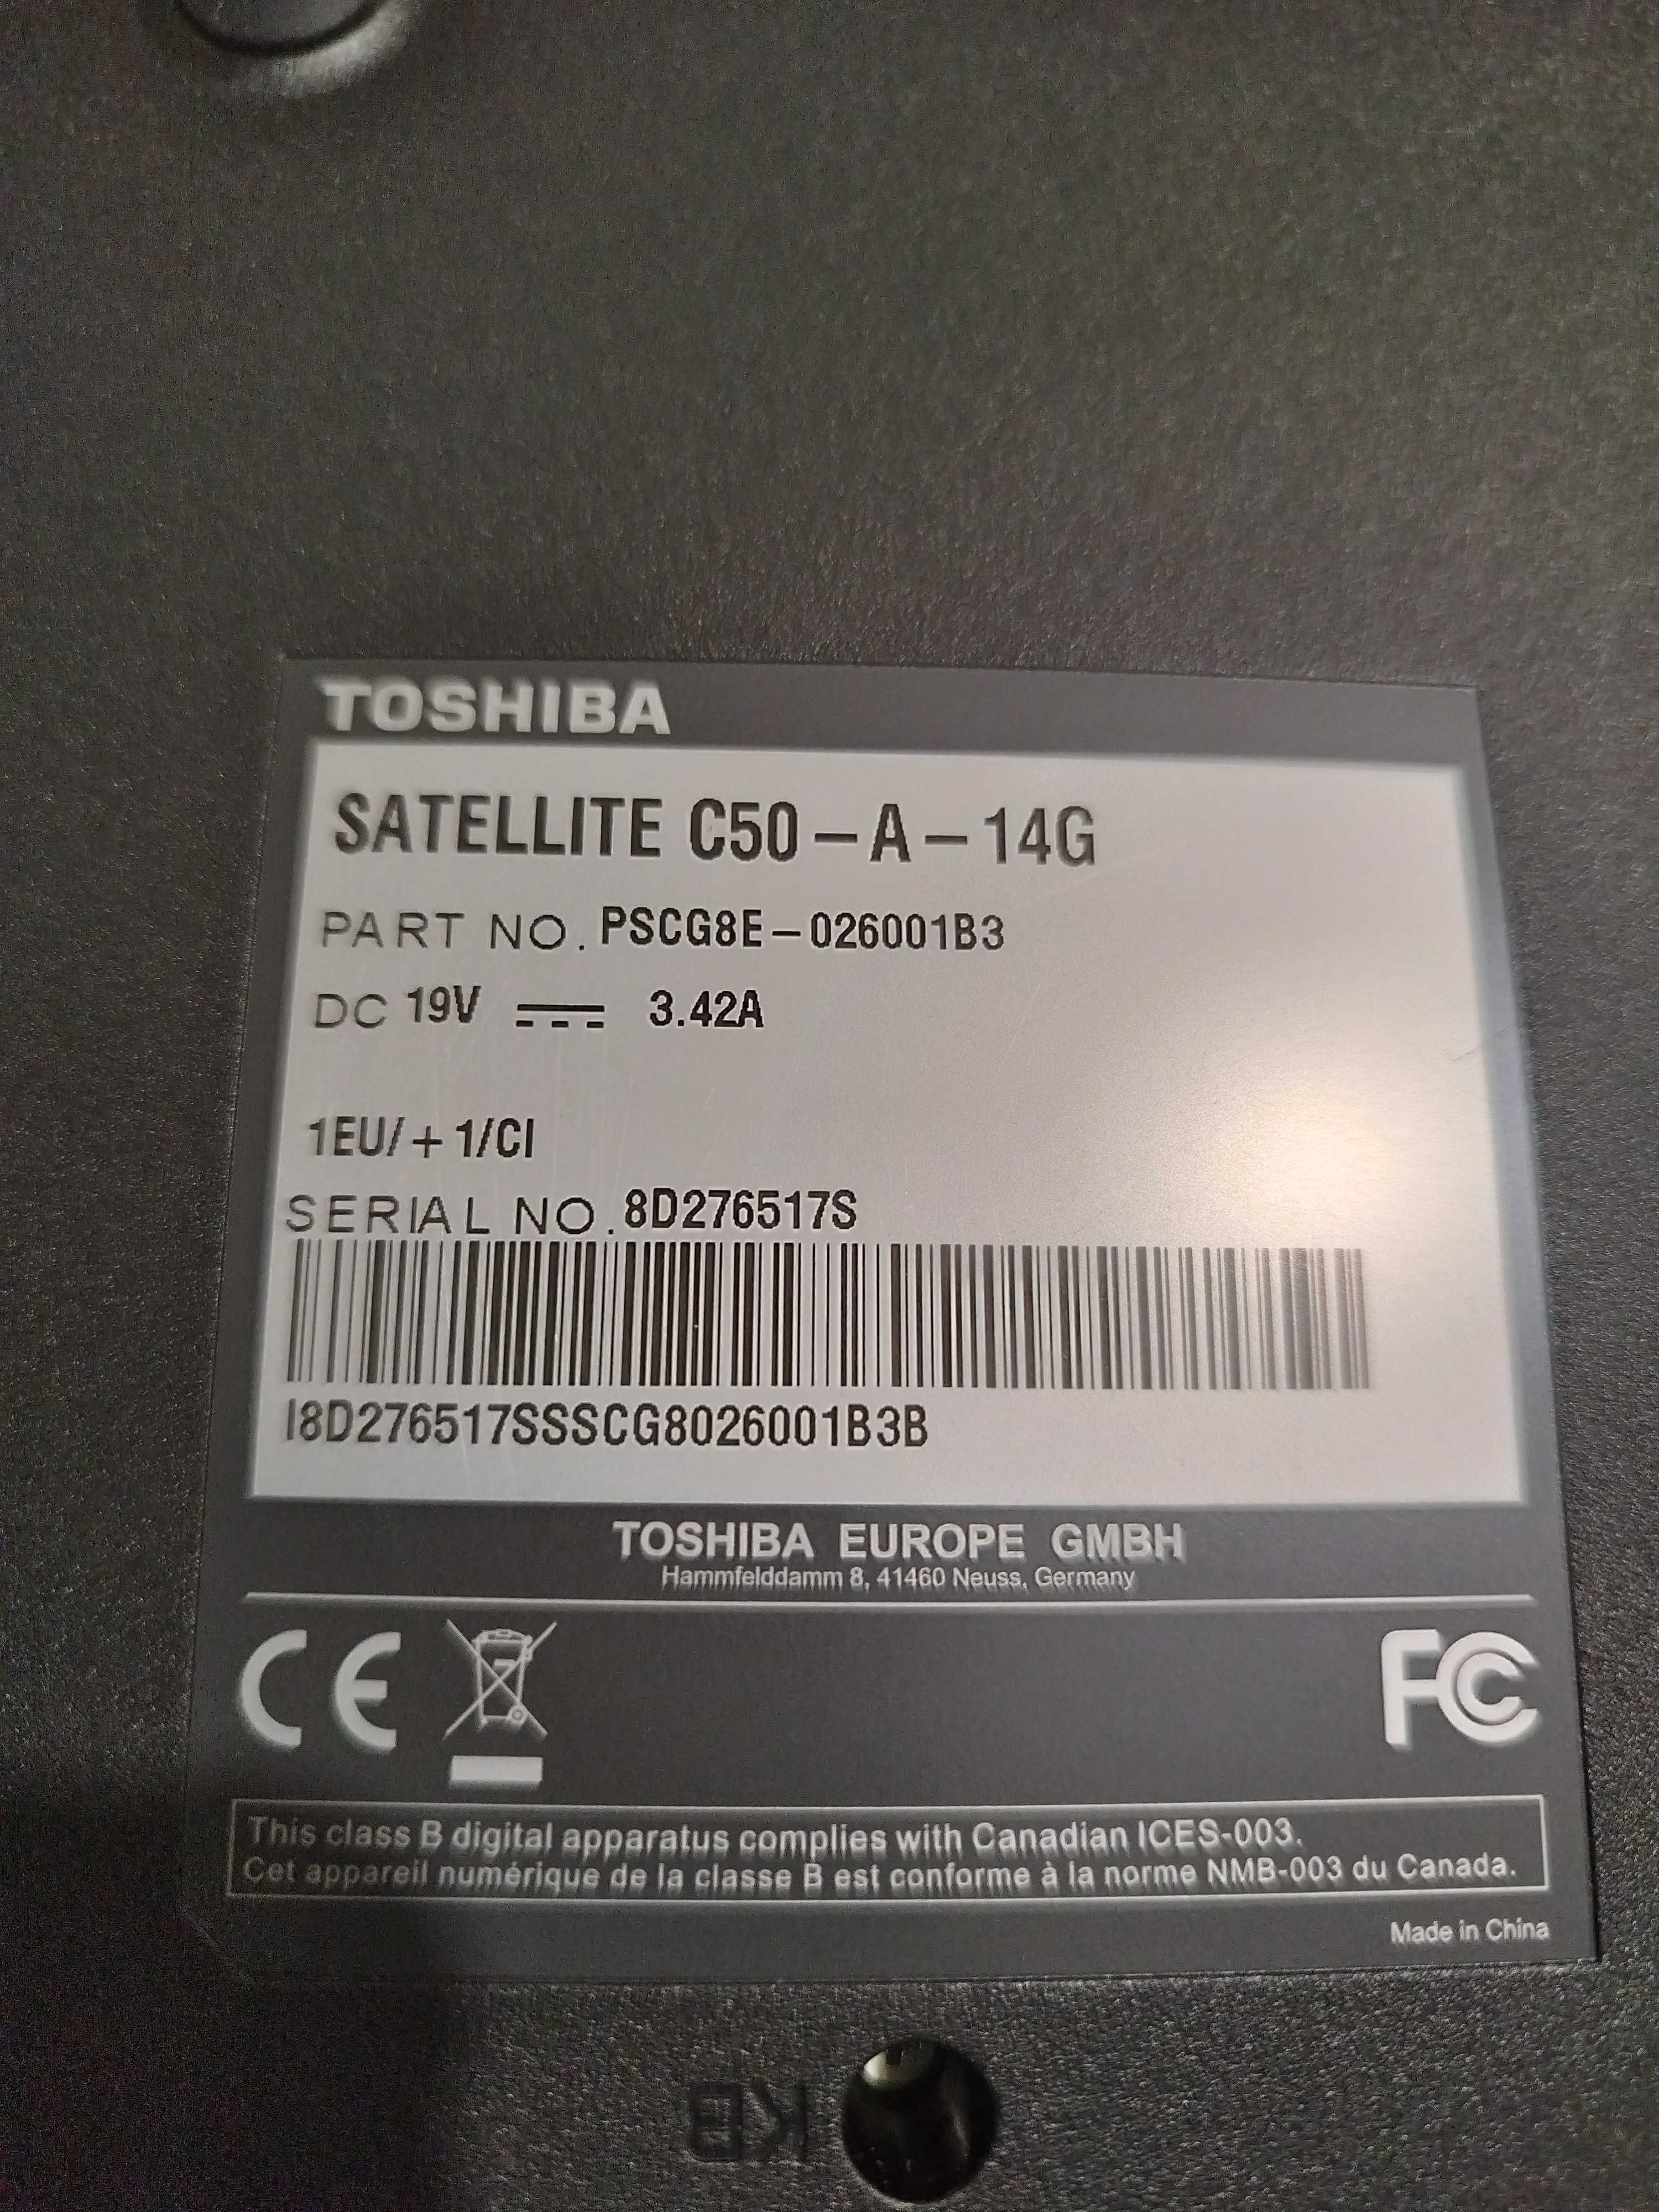 TOSHIBA
SATELLITE C50-A-14G
PART NO. PSCG8E-026001B3
DC 19V 3.42A
1EU/+1/CI
SERIAL NO. 8D276517S
I8D276517SSSCG8026001B3B
TOSHIBA EUROPE GMBH
Hammfelddamm 8, 41460 Neuss, Germany
CE
FC
This class B digital apparatus complies with Canadian ICES-003.
Cet appareil numérique de la classe B est conforme à la norme NMB-003 du Canada.
Made in China
KB